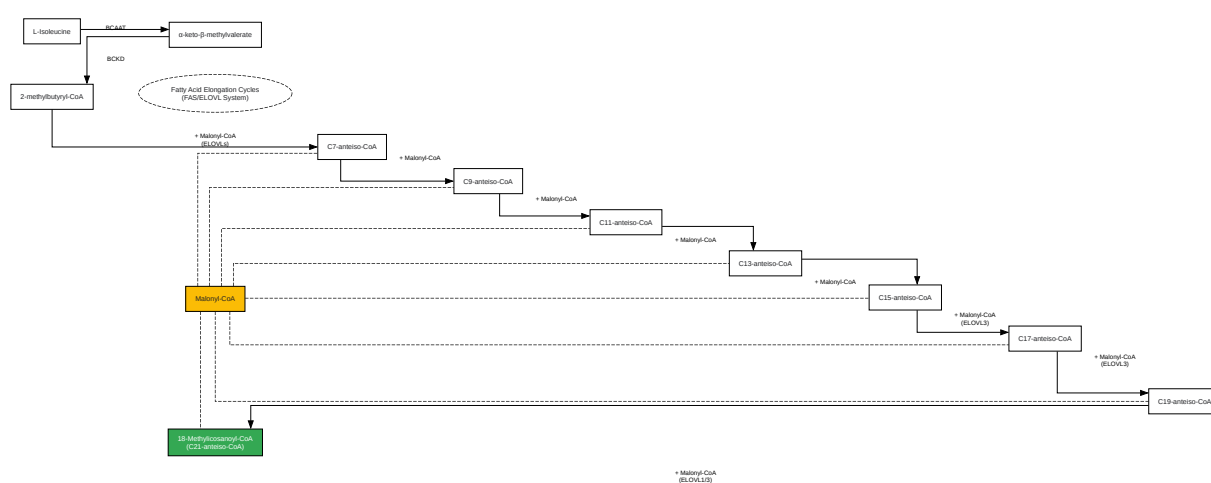 L-Isoleucine
BCAAT
α-keto-β-methylvalerate
BCKD
2-methylbutyryl-CoA
Fatty Acid Elongation Cycles
(FAS/ELOVL System)
+ Malonyl-CoA
(ELOVLs)
C7-anteiso-CoA
+ Malonyl-CoA
C9-anteiso-CoA
+ Malonyl-CoA
C11-anteiso-CoA
+ Malonyl-CoA
C13-anteiso-CoA
+ Malonyl-CoA
C15-anteiso-CoA
Malonyl-CoA
+ Malonyl-CoA
(ELOVL3)
C17-anteiso-CoA
+ Malonyl-CoA
(ELOVL3)
C19-anteiso-CoA
18-Methylicosanoyl-CoA
(C21-anteiso-CoA)
+ Malonyl-CoA
(ELOVL1/3)